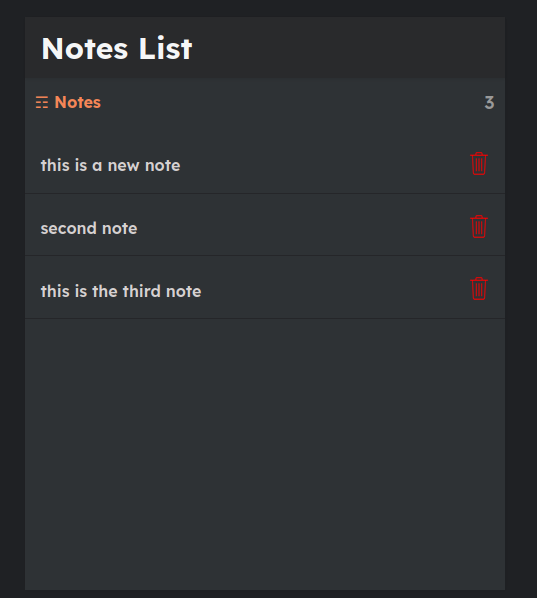 Notes List
Notes 3
this is a new note
second note
this is the third note